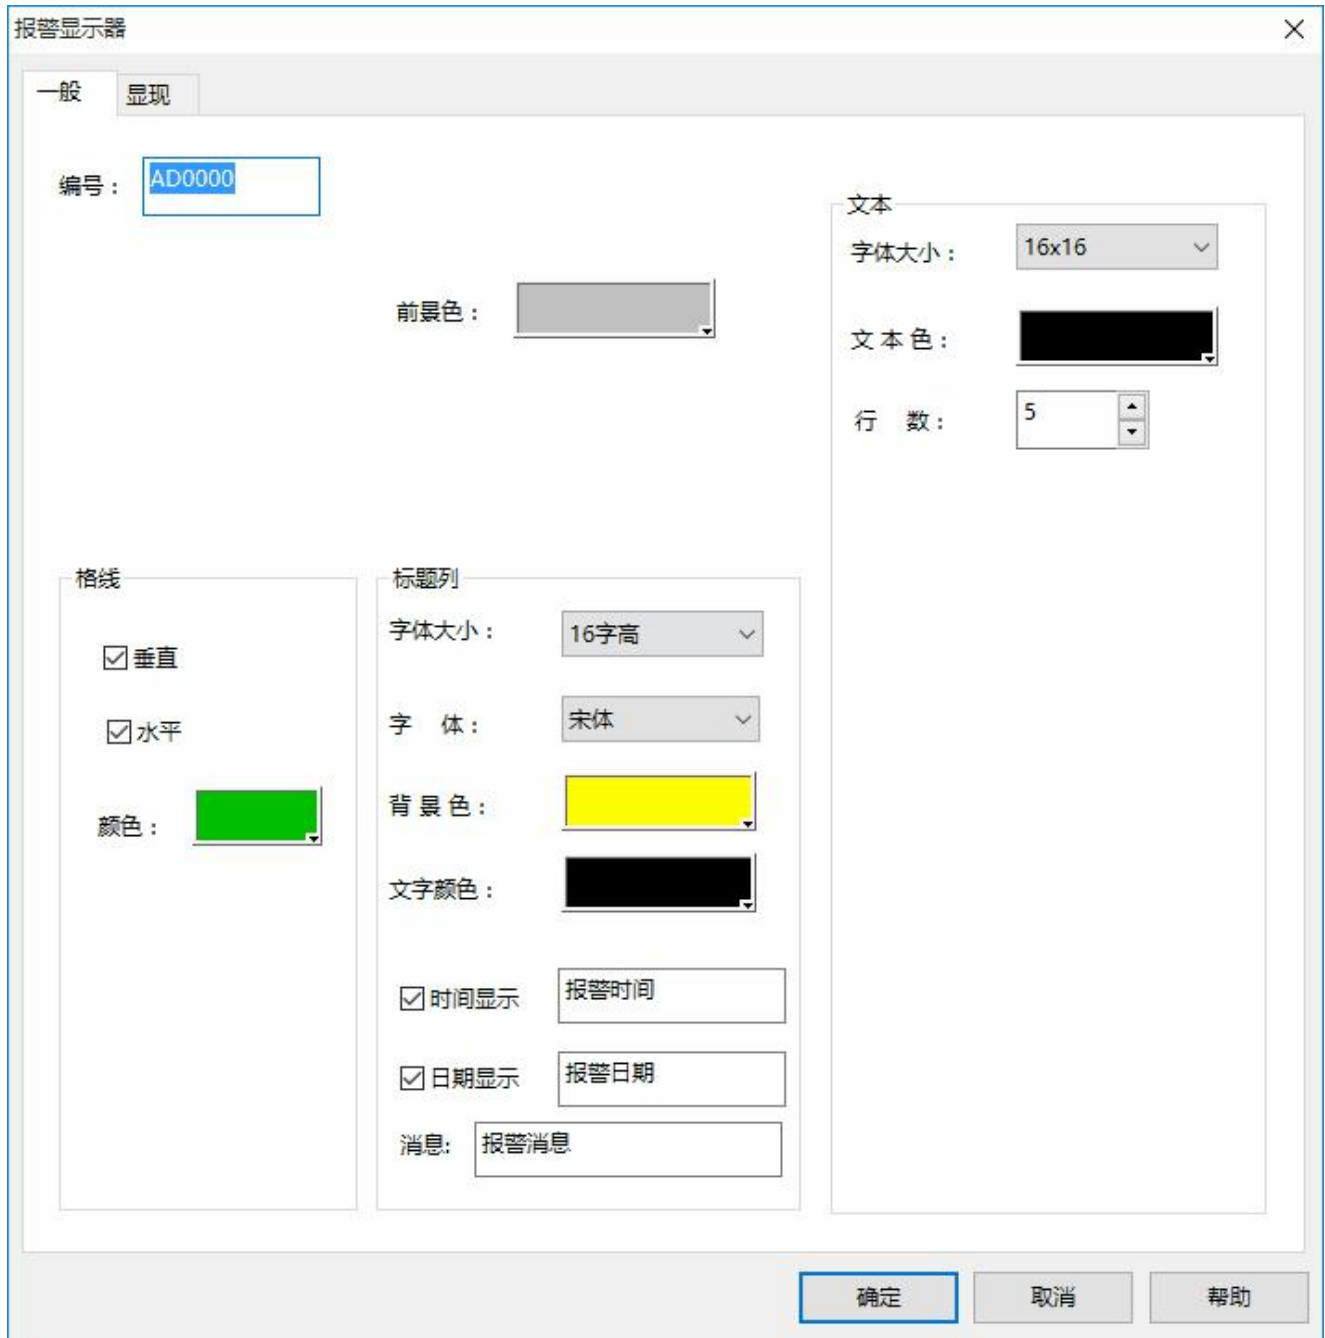 报警显示器
一般 显现
编号： AD0000
前景色：
文本
字体大小： 16x16
文 本 色：
行 数： 5
格线
垂直
水平
颜色：
标题列
字体大小： 16字高
字 体： 宋体
背 景 色：
文字颜色：
时间显示 报警时间
日期显示 报警日期
消息: 报警消息
确定 取消 帮助